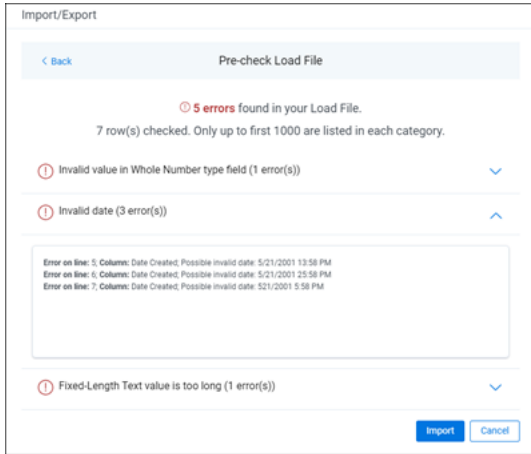 Import/Export
< Back
Pre-check Load File
5 errors found in your Load File.
7 row(s) checked. Only up to first 1000 are listed in each category.
Invalid value in Whole Number type field (1 error(s))
Invalid date (3 error(s))
Error on line: 5; Column: Date Created; Possible invalid date: 5/21/2001 13:58 PM
Error on line: 6; Column: Date Created; Possible invalid date: 5/21/2001 25:58 PM
Error on line: 7; Column: Date Created; Possible invalid date: 521/2001 5:58 PM
Fixed-Length Text value is too long (1 error(s))
Import
Cancel